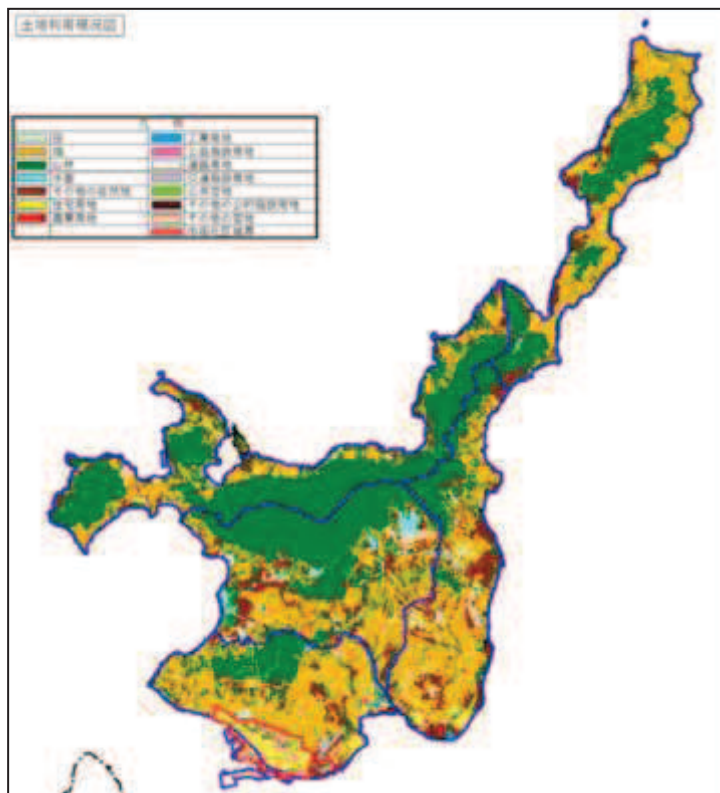 土地利用現況図
凡 例
田
畑
山林
水面
その他の自然地
住宅用地
商業用地
工業用地
公益施設用地
道路用地
交通施設用地
公共空地
その他の公的施設用地
その他の空地